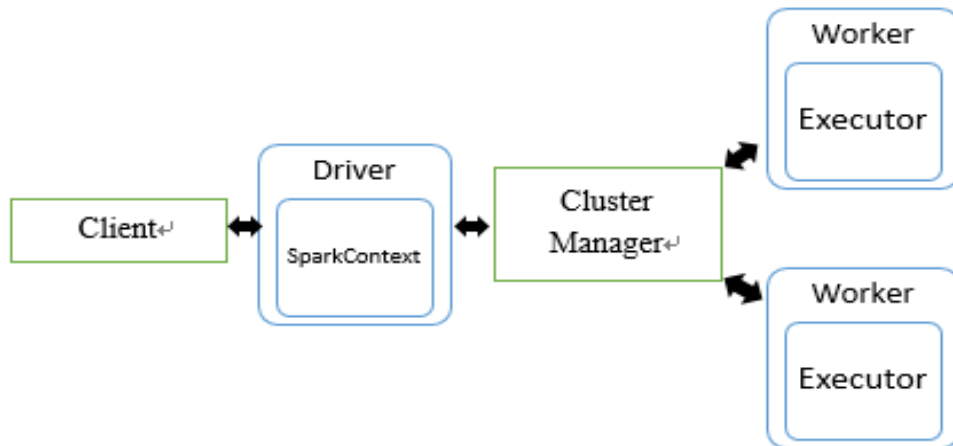 Client↵
Driver
SparkContext
Cluster
Manager↵
Worker
Executor
Worker
Executor